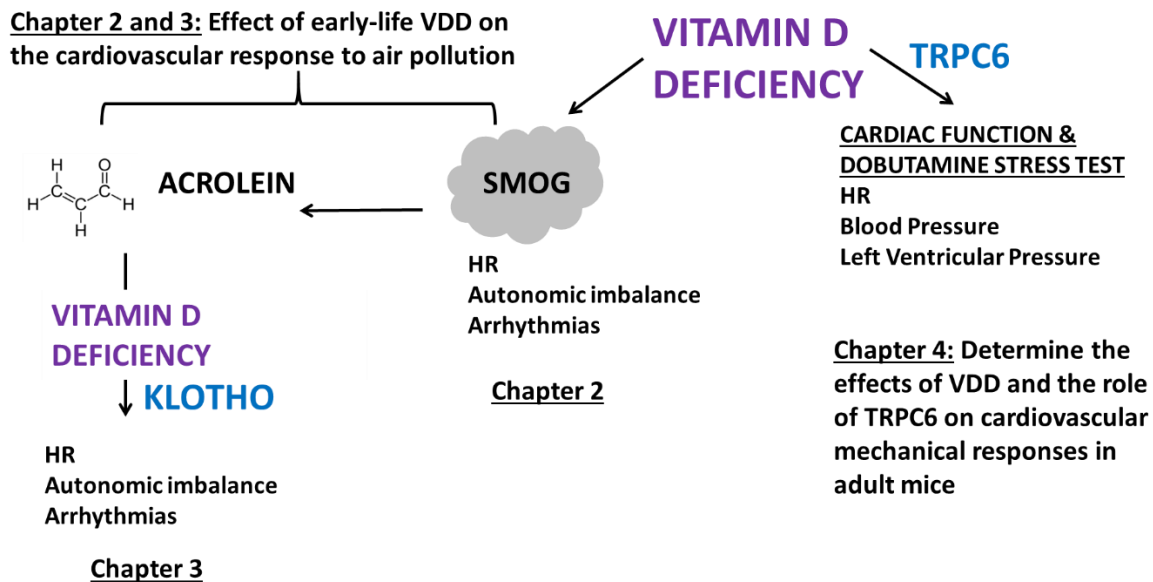 Chapter 2 and 3: Effect of early-life VDD on
the cardiovascular response to air pollution
VITAMIN D
DEFICIENCY
TRPC6
H
O
H
C
C
C
H
H
ACROLEIN
SMOG
CARDIAC FUNCTION &
DOBUTAMINE STRESS TEST
HR
Blood Pressure
Left Ventricular Pressure
HR
Autonomic imbalance
Arrhythmias
Chapter 2
VITAMIN D
DEFICIENCY
KLOTHO
HR
Autonomic imbalance
Arrhythmias
Chapter 3
Chapter 4: Determine the
effects of VDD and the role
of TRPC6 on cardiovascular
mechanical responses in
adult mice